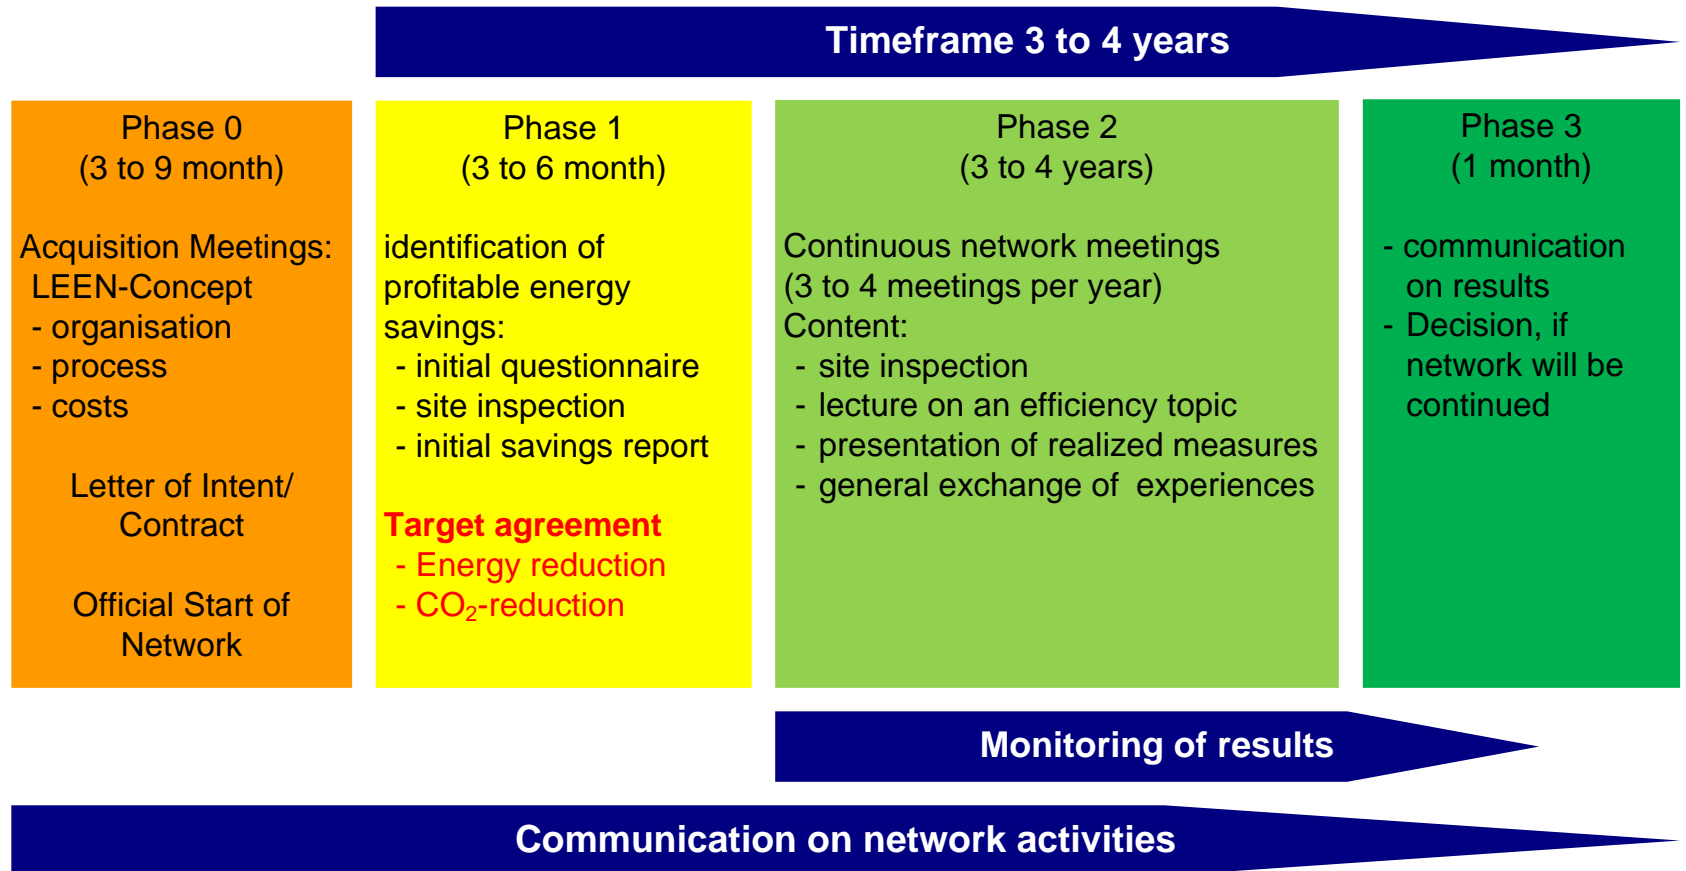 Timeframe 3 to 4 years
Phase 0
(3 to 9 month)
Acquisition Meetings:
LEEN-Concept
- organisation
- process
- costs
Letter of Intent/
Contract
Official Start of
Network
Phase 1
(3 to 6 month)
identification of
profitable energy
savings:
- initial questionnaire
- site inspection
- initial savings report
Target agreement
- Energy reduction
- CO₂-reduction
Phase 2
(3 to 4 years)
Continuous network meetings
(3 to 4 meetings per year)
Content:
- site inspection
- lecture on an efficiency topic
- presentation of realized measures
- general exchange of experiences
Phase 3
(1 month)
- communication
on results
- Decision, if
network will be
continued
Monitoring of results
Communication on network activities